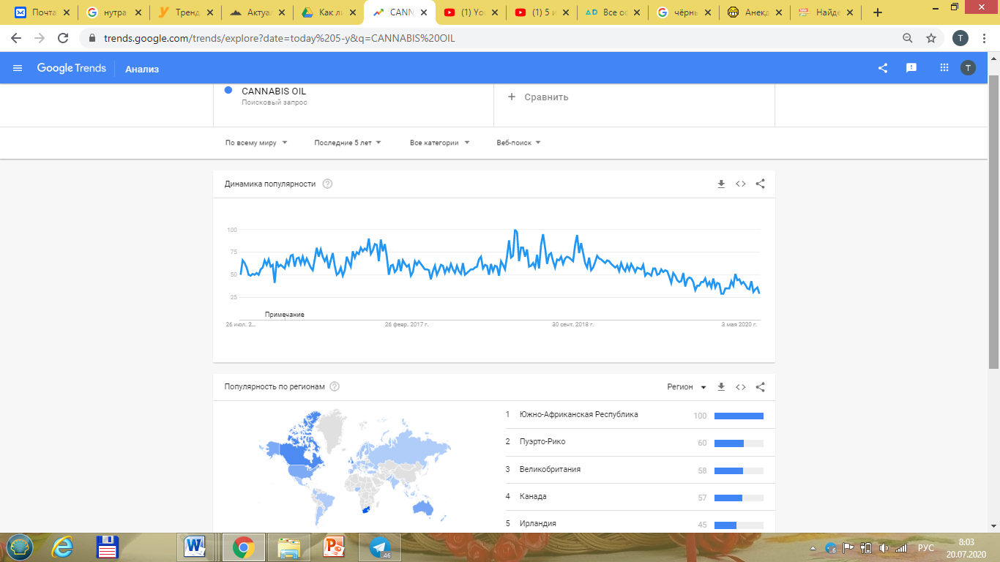 Почта
нутра
Тренд
Актуа
Как ли
CANN
(1) You
(1) 5 и
Все ос
чёрны
Анекд
Найде
trends.google.com/trends/explore?date=today%205-y&q=CANNABIS%20OIL
T
Google Trends
Анализ
T
CANNABIS OIL
Поисковый запрос
+ Сравнить
По всему миру
Последние 5 лет
Все категории
Веб-поиск
Динамика популярности
100
75
50
25
Примечание
26 июл. 2…
26 февр. 2017 г.
30 сент. 2018 г.
3 мая 2020 г.
Популярность по регионам
Регион
1 Южно-Африканская Республика 100
2 Пуэрто-Рико 60
3 Великобритания 58
4 Канада 57
5 Ирландия 45
.46
6
РУС
8:03
20.07.2020